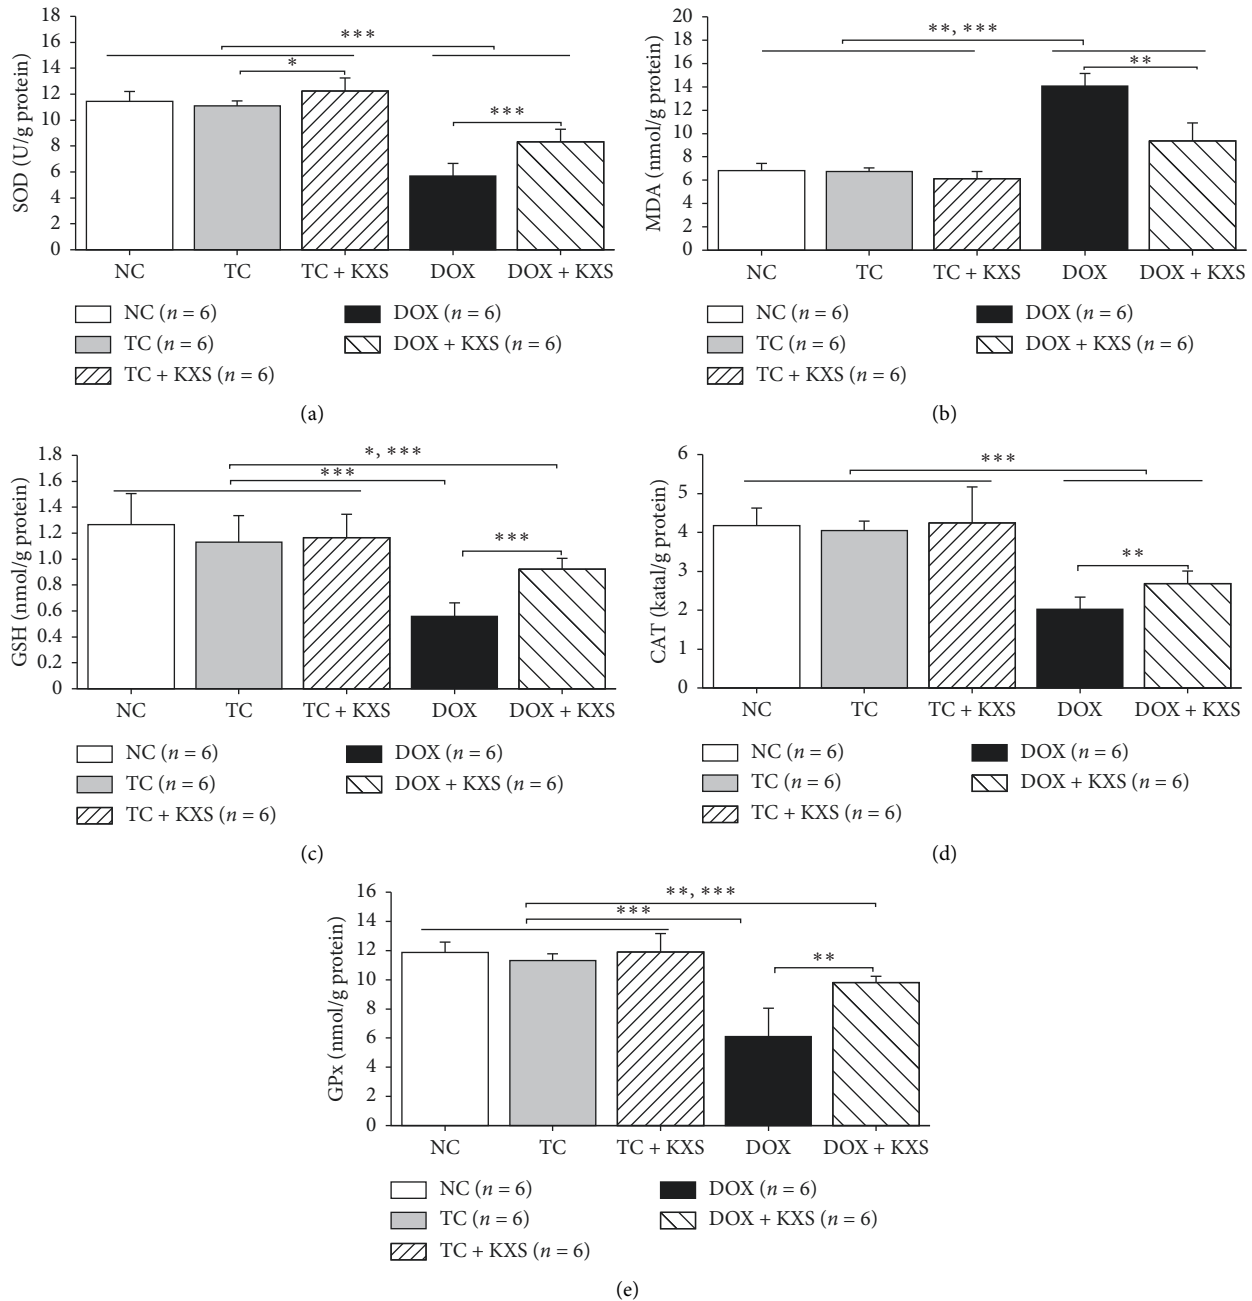 18
16
14
12
10
8
6
4
2
0
SOD (U/g protein)
***
*
***
NC TC TC + KXS DOX DOX + KXS
NC (n = 6)
TC (n = 6)
TC + KXS (n = 6)
DOX (n = 6)
DOX + KXS (n = 6)
(a)
20
18
16
14
12
10
8
6
4
2
0
MDA (nmol/g protein)
**, ***
**
NC TC TC + KXS DOX DOX + KXS
NC (n = 6)
TC (n = 6)
TC + KXS (n = 6)
DOX (n = 6)
DOX + KXS (n = 6)
(b)
1.8
1.6
1.4
1.2
1.0
0.8
0.6
0.4
0.2
0
GSH (nmol/g protein)
*, ***
***
***
NC TC TC + KXS DOX DOX + KXS
NC (n = 6)
TC (n = 6)
TC + KXS (n = 6)
DOX (n = 6)
DOX + KXS (n = 6)
(c)
6
5
4
3
2
1
0
CAT (katal/g protein)
***
**
NC TC TC + KXS DOX DOX + KXS
NC (n = 6)
TC (n = 6)
TC + KXS (n = 6)
DOX (n = 6)
DOX + KXS (n = 6)
(d)
16
14
12
10
8
6
4
2
0
GPx (nmol/g protein)
**, ***
***
**
NC TC TC + KXS DOX DOX + KXS
NC (n = 6)
TC (n = 6)
TC + KXS (n = 6)
DOX (n = 6)
DOX + KXS (n = 6)
(e)